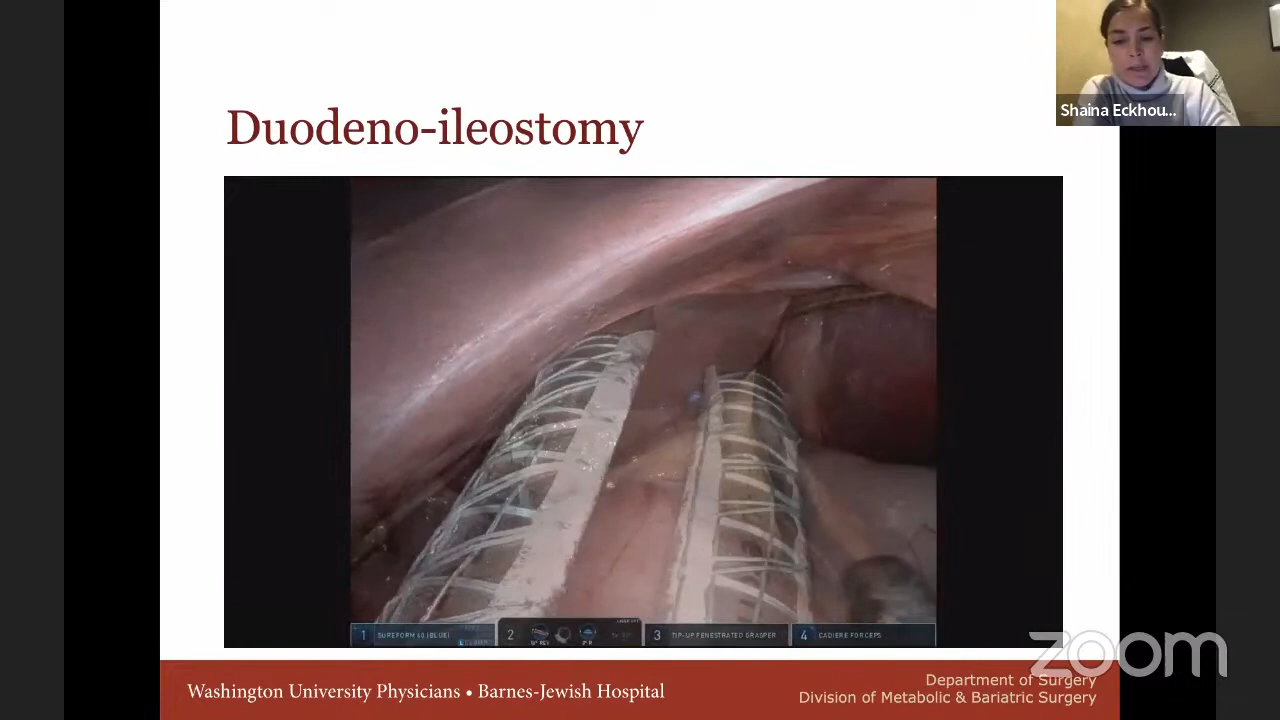 Shaina Eckhou...
Duodeno-ileostomy
1 SUREFORM 60 (BLUE)
2
3 TIP-UP FENESTRATED GRASPER
4 CADIERE FORCEPS
zoom
Washington University Physicians • Barnes-Jewish Hospital
Department of Surgery
Division of Metabolic & Bariatric Surgery